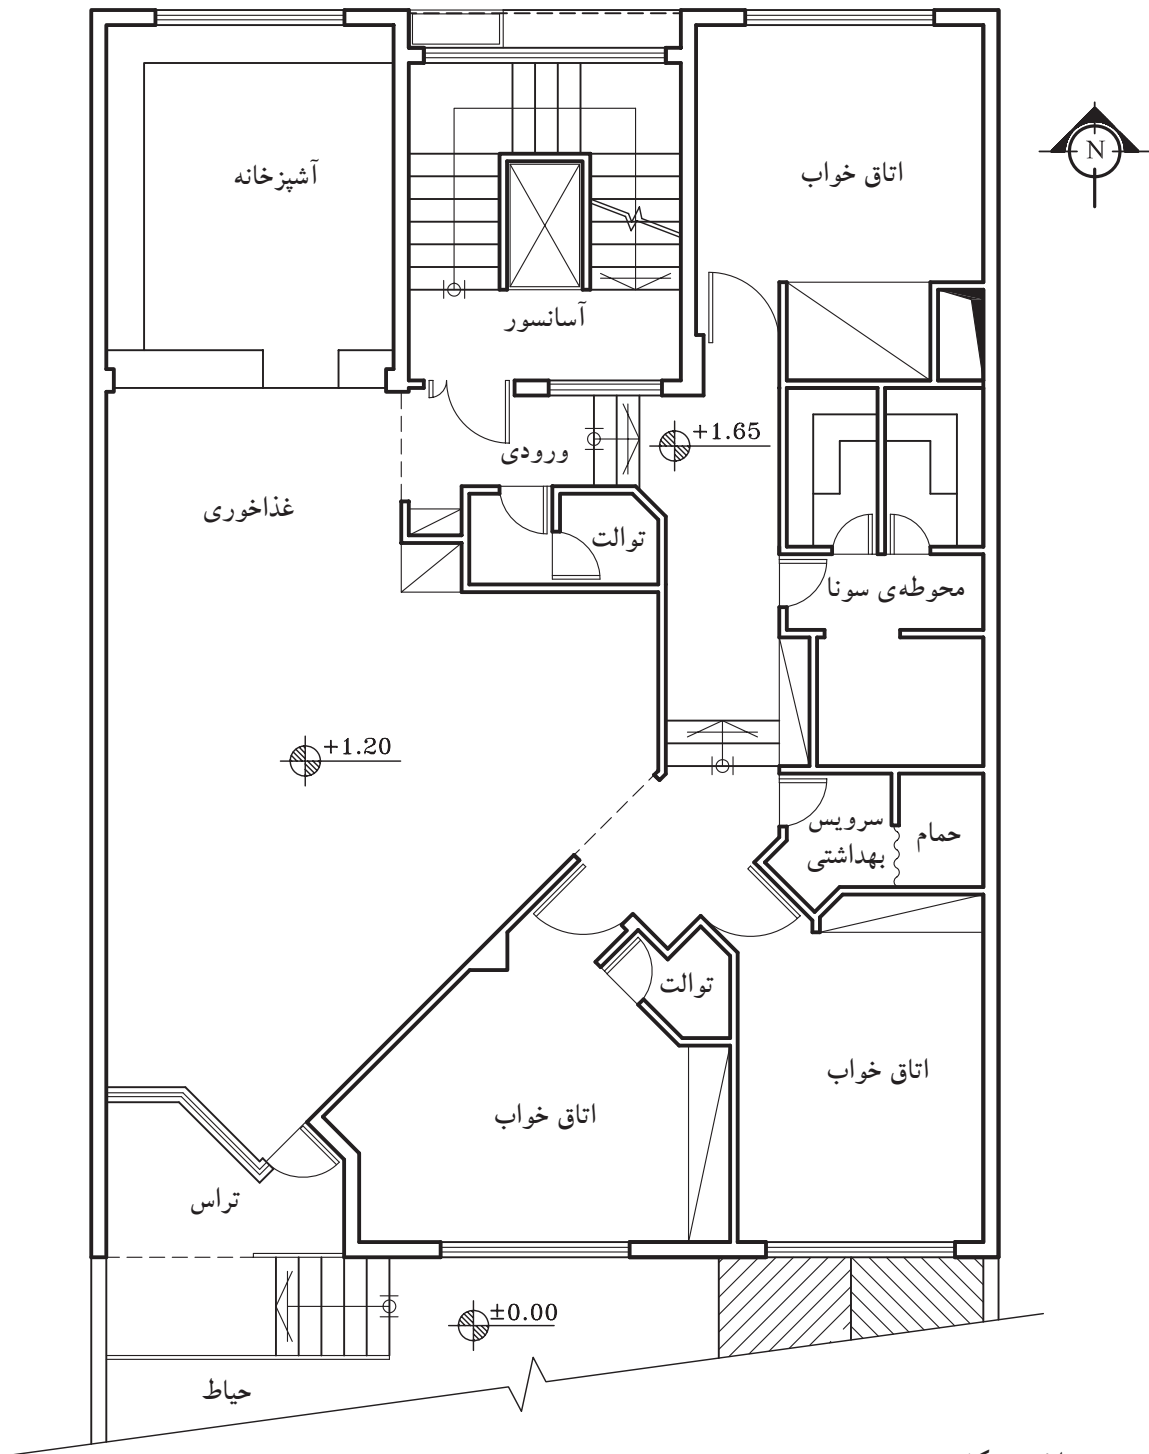 N
آشپزخانه
اتاق خواب
آسانسور
+1.65
ورودی
غذاخوری
توالت
محوطه‌ی سونا
+1.20
سرویس
بهداشتی
حمام
توالت
اتاق خواب
اتاق خواب
تراس
±0.00
حیاط